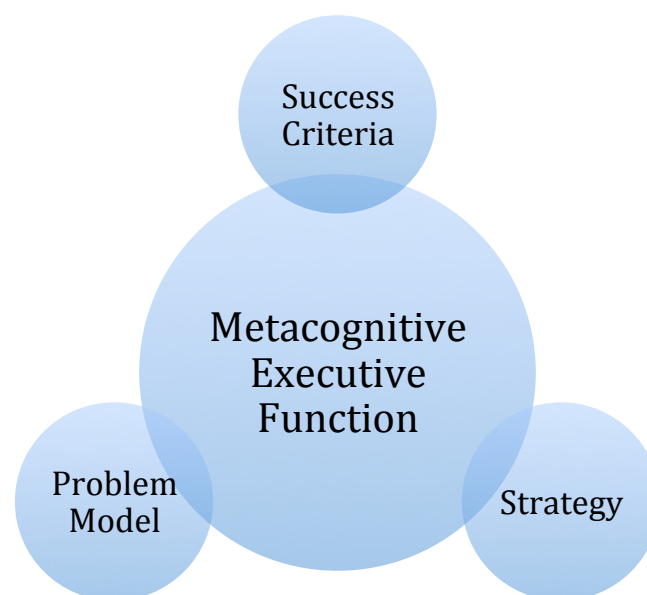 Success
Criteria
Metacognitive
Executive
Function
Problem
Model
Strategy